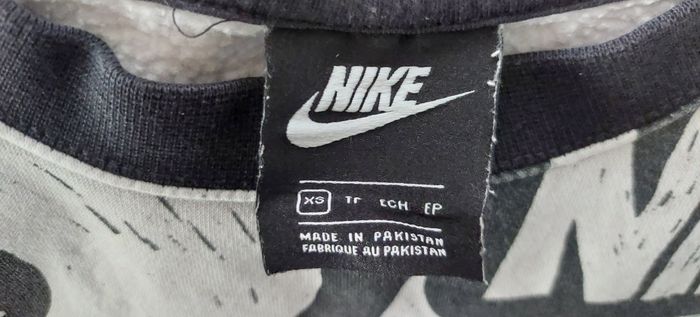 NIKE
XS TP ECH EP
MADE IN PAKISTAN
FABRIQUE AU PAKISTAN